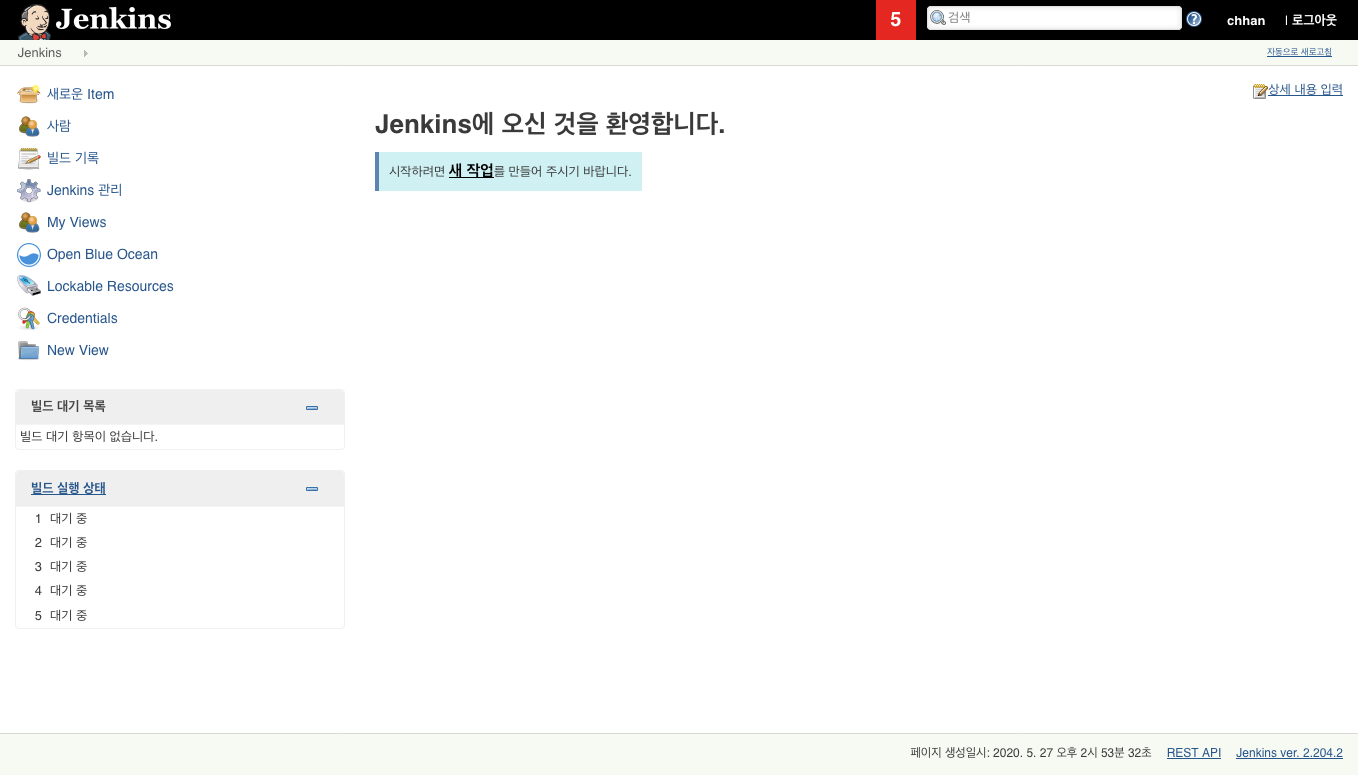 Jenkins
5
검색
chhan
| 로그아웃
Jenkins
자동으로 새로고침
새로운 Item
사람
빌드 기록
Jenkins 관리
My Views
Open Blue Ocean
Lockable Resources
Credentials
New View
빌드 대기 목록
빌드 대기 항목이 없습니다.
빌드 실행 상태
1 대기 중
2 대기 중
3 대기 중
4 대기 중
5 대기 중
상세 내용 입력
Jenkins에 오신 것을 환영합니다.
시작하려면 새 작업를 만들어 주시기 바랍니다.
페이지 생성일시: 2020. 5. 27 오후 2시 53분 32초 REST API Jenkins ver. 2.204.2